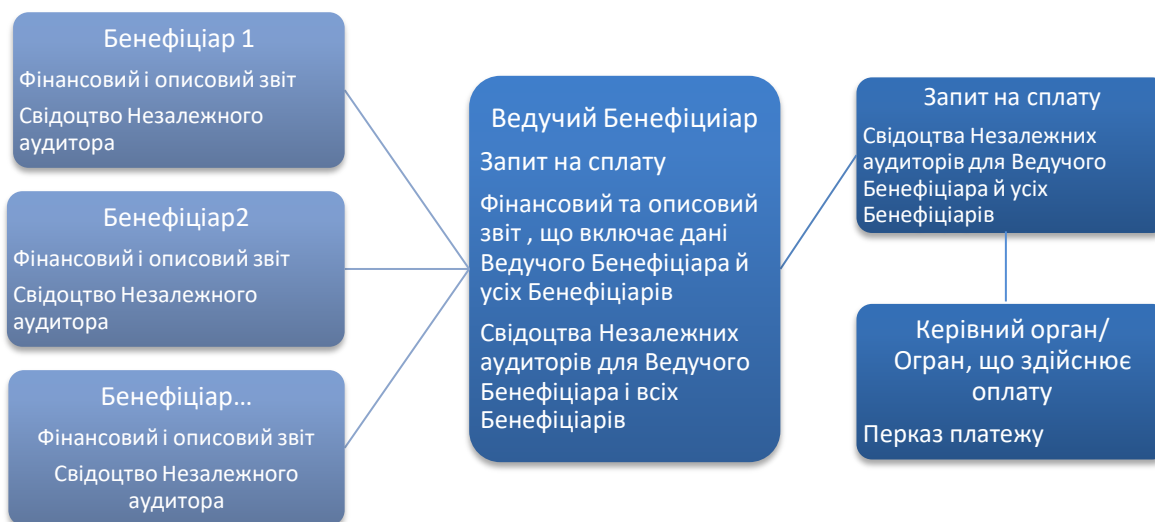 Бенефіціар 1
Фінансовий і описовий звіт
Свідоцтво Незалежного
аудитора
Бенефіціар2
Фінансовий і описовий звіт
Свідоцтво Незалежного
аудитора
Бенефіціар...
Фінансовий і описовий звіт
Свідоцтво Незалежного
аудитора
Ведучий Бенефициіар
Запит на сплату
Фінансовий та описовий
звіт , що включає дані
Ведучого Бенефіціара й
усіх Бенефіціарів
Свідоцтва Незалежних
аудиторів для Ведучого
Бенефіціара і всіх
Бенефіціарів
Запит на сплату
Свідоцтва Незалежних
аудиторів для Ведучого
Бенефіціара й усіх
Бенефіціарів
Керівний орган/
Огран, що здійснює
оплату
Перказ платежу